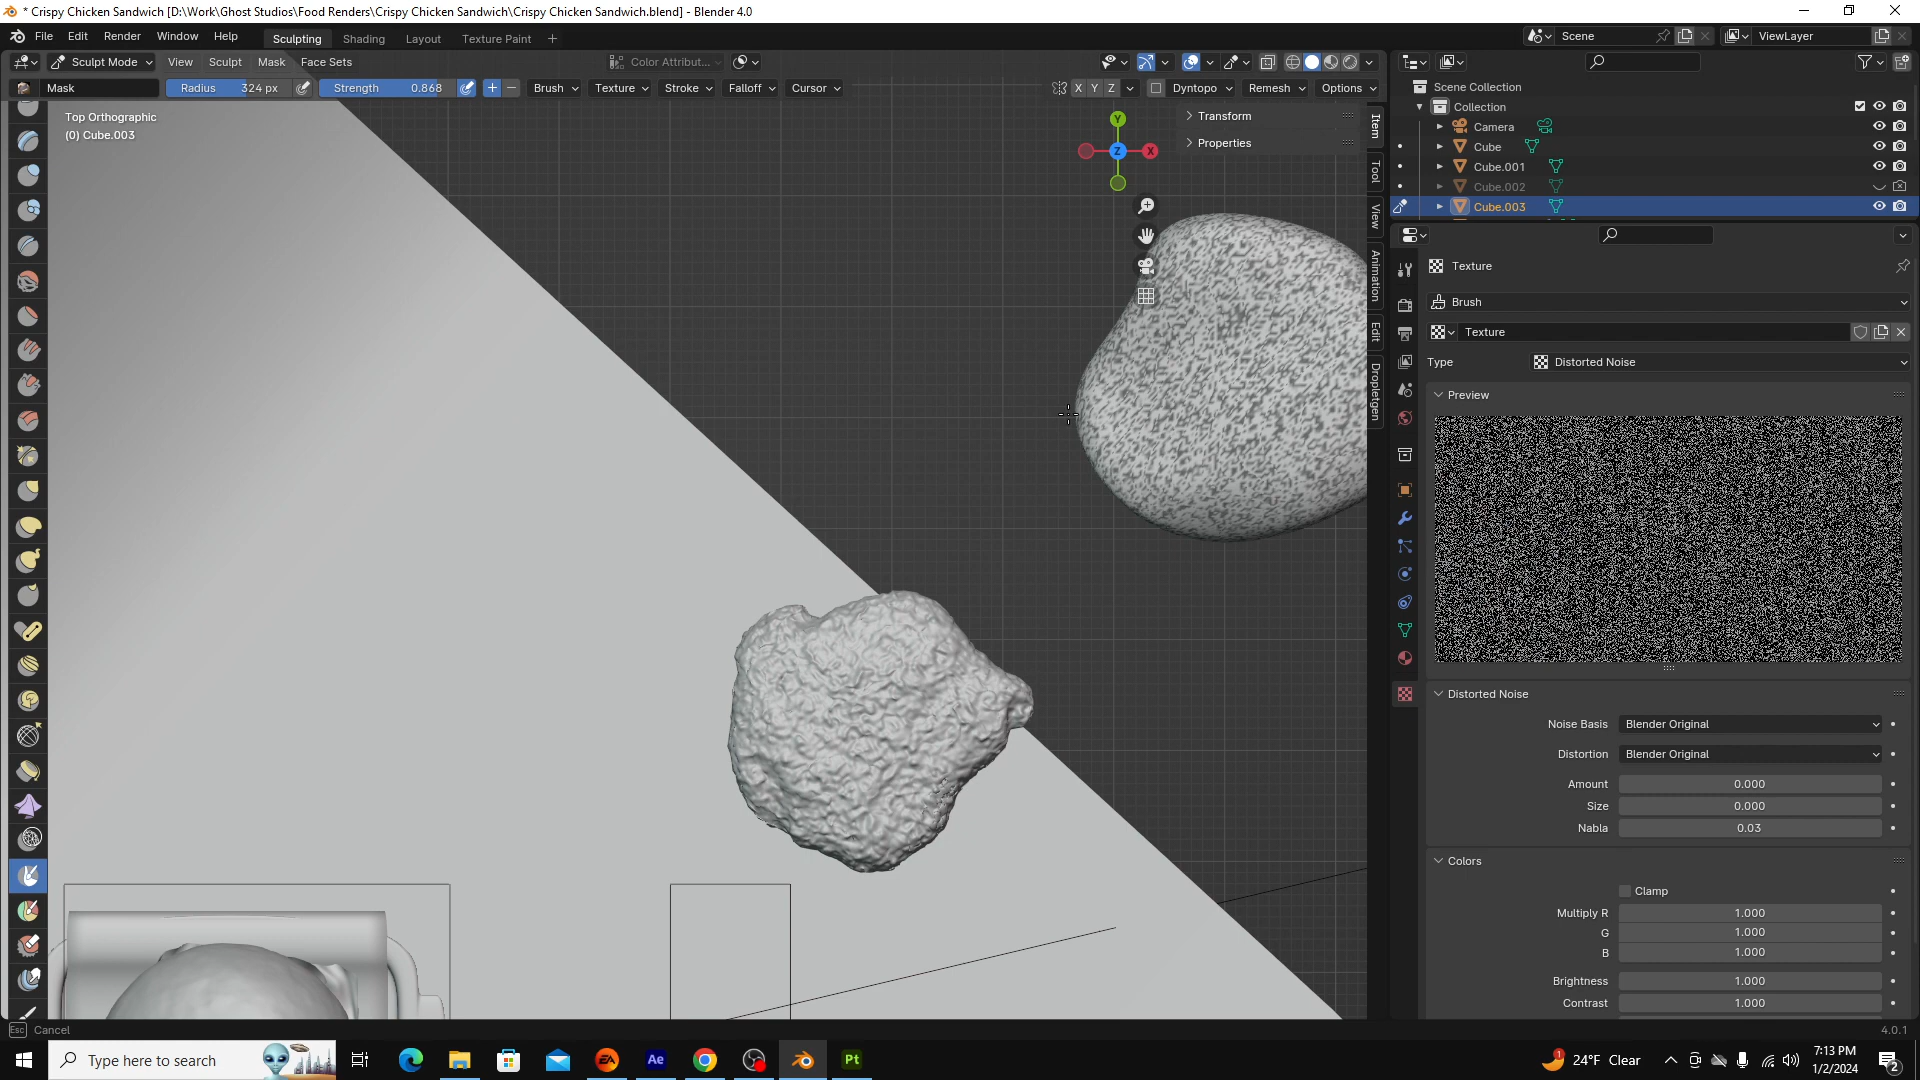 * Crispy Chicken Sandwich [D:\Work\Ghost Studios\Food Renders\Crispy Chicken Sandwich\Crispy Chicken Sandwich.blend] - Blender 4.0
File Edit Render Window Help
Sculpting Shading Layout Texture Paint +
Scene
ViewLayer
Sculpt Mode View Sculpt Mask Face Sets
Color Attribut...
Mask Radius 324 px Strength 0.868 Brush Texture Stroke Falloff Cursor
X Y Z Dyntopo Remesh Options
Top Orthographic
(0) Cube.003
Y
X
Z
Transform
Properties
Item
Tool
View
Animation
Edit
Dropletgen
Scene Collection
Collection
Camera
Cube
Cube.001
Cube.002
Cube.003
Texture
Brush
Texture
Type Distorted Noise
Preview
Distorted Noise
Noise Basis Blender Original
Distortion Blender Original
Amount 0.000
Size 0.000
Nabla 0.03
Colors
Clamp
Multiply R 1.000
G 1.000
B 1.000
Brightness 1.000
Contrast 1.000
Esc Cancel
4.0.1
Type here to search
EA
Ae
Pt
1
24°F Clear
7:13 PM
1/2/2024
2